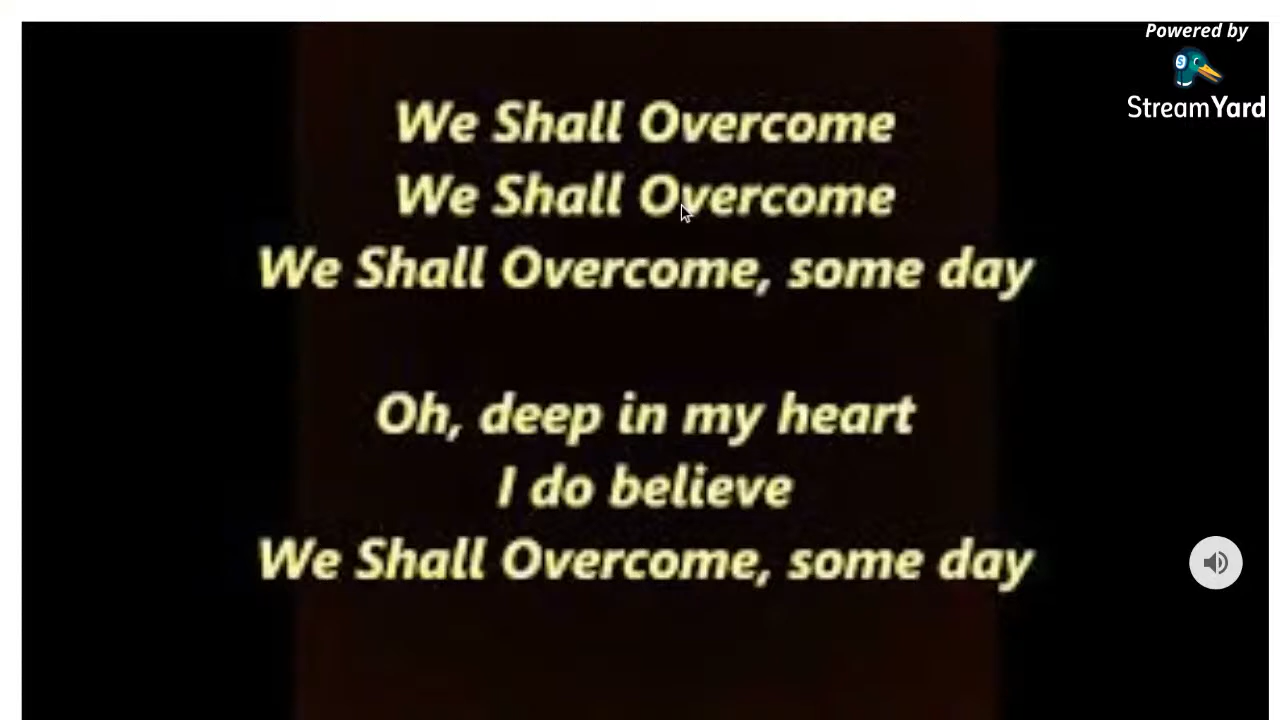 Powered by
StreamYard
We Shall Overcome
We Shall Overcome
We Shall Overcome, some day
Oh, deep in my heart
I do believe
We Shall Overcome, some day